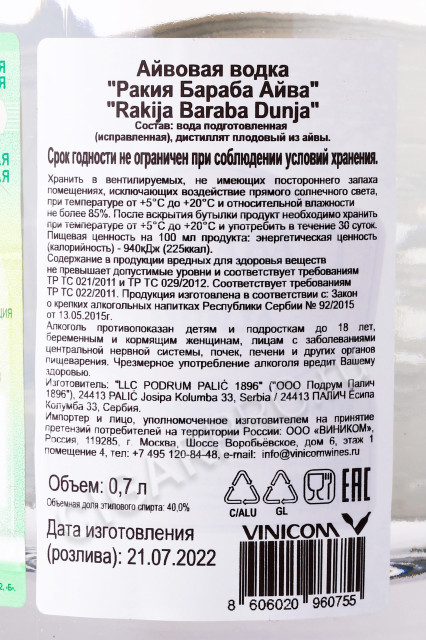 Айвовая водка
"Ракия Бараба Айва"
"Rakija Baraba Dunja"
Состав: вода подготовленная
(исправленная), дистиллят плодовый из айвы.
Срок годности не ограничен при соблюдении условий хранения.
Хранить в вентилируемых, не имеющих постороннего запаха
помещениях, исключающих воздействие прямого солнечного света,
при температуре от +5°С до +20°С и относительной влажности
не более 85%. После вскрытия бутылки продукт необходимо хранить
при температуре от +5°С до +20°С и употребить в течение 30 суток.
Пищевая ценность на 100 мл продукта: энергетическая ценность
(калорийность) - 940кДж (225ккал).
Содержание в продукции вредных для здоровья веществ
не превышает допустимые уровни и соответствует требованиям
ТР ТС 021/2011 и ТР ТС 029/2012. Соответствует требованиям
ТР ТС 022/2011. Продукция изготовлена в соответствии с: Закон
о крепких алкогольных напитках Республики Сербии № 92/2015
от 13.05.2015г.
Алкоголь противопоказан детям и подросткам до 18 лет,
беременным и кормящим женщинам, лицам с заболеваниями
центральной нервной системы, почек, печени и других органов
пищеварения. Чрезмерное употребление алкоголя вредит Вашему
здоровью.
Изготовитель: "LLC PODRUM PALIĆ 1896" ("ООО Подрум Палич
1896"), 24413 PALIĆ Josipa Kolumba 33, Serbia / 24413 ПАЛИЧ Есипа
Колумба 33, Сербия.
Импортер и лицо, уполномоченное изготовителем на принятие
претензий потребителей на территории России: ООО «ВИНИКОМ»,
Россия, 119285, г. Москва, Шоссе Воробьёвское, дом 6, этаж 1
помещение 4, тел: +7 495 120-84-48, e-mail: info@vinicomwines.ru
Объем: 0,7 л
Объемная доля этилового спирта: 40,0%
C/ALU GL EAC
Дата изготовления
(розлива): 21.07.2022
VINICOM
8 606020 960755